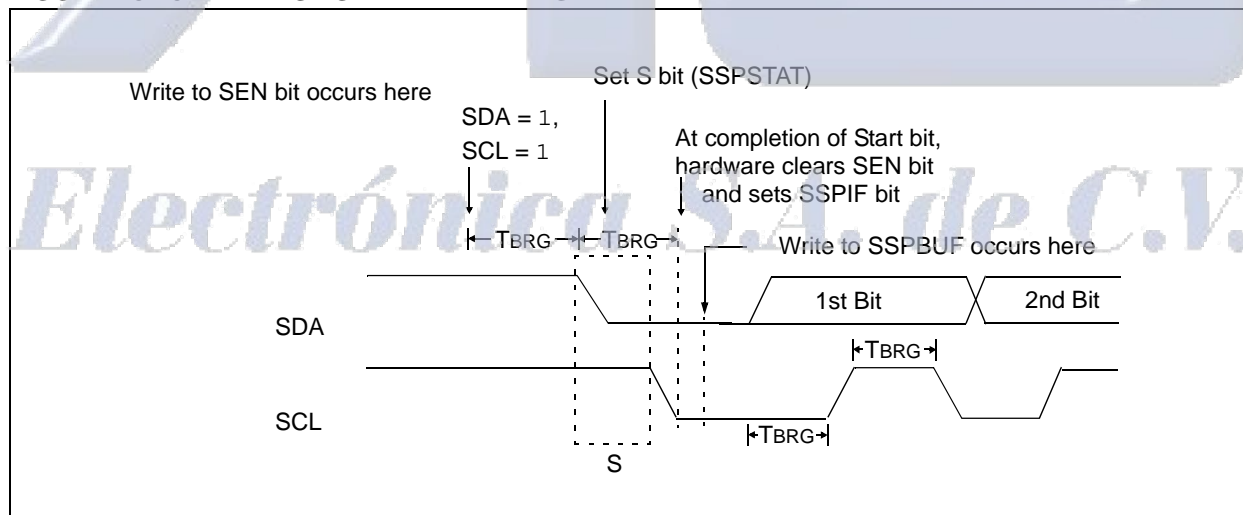 Set S bit (SSPSTAT)
Write to SEN bit occurs here
SDA = 1,
SCL = 1
At completion of Start bit,
hardware clears SEN bit
and sets SSPIF bit
Electrónica S.A. de C.V.
TBRG
TBRG
Write to SSPBUF occurs here
SDA
1st Bit
2nd Bit
TBRG
SCL
TBRG
S